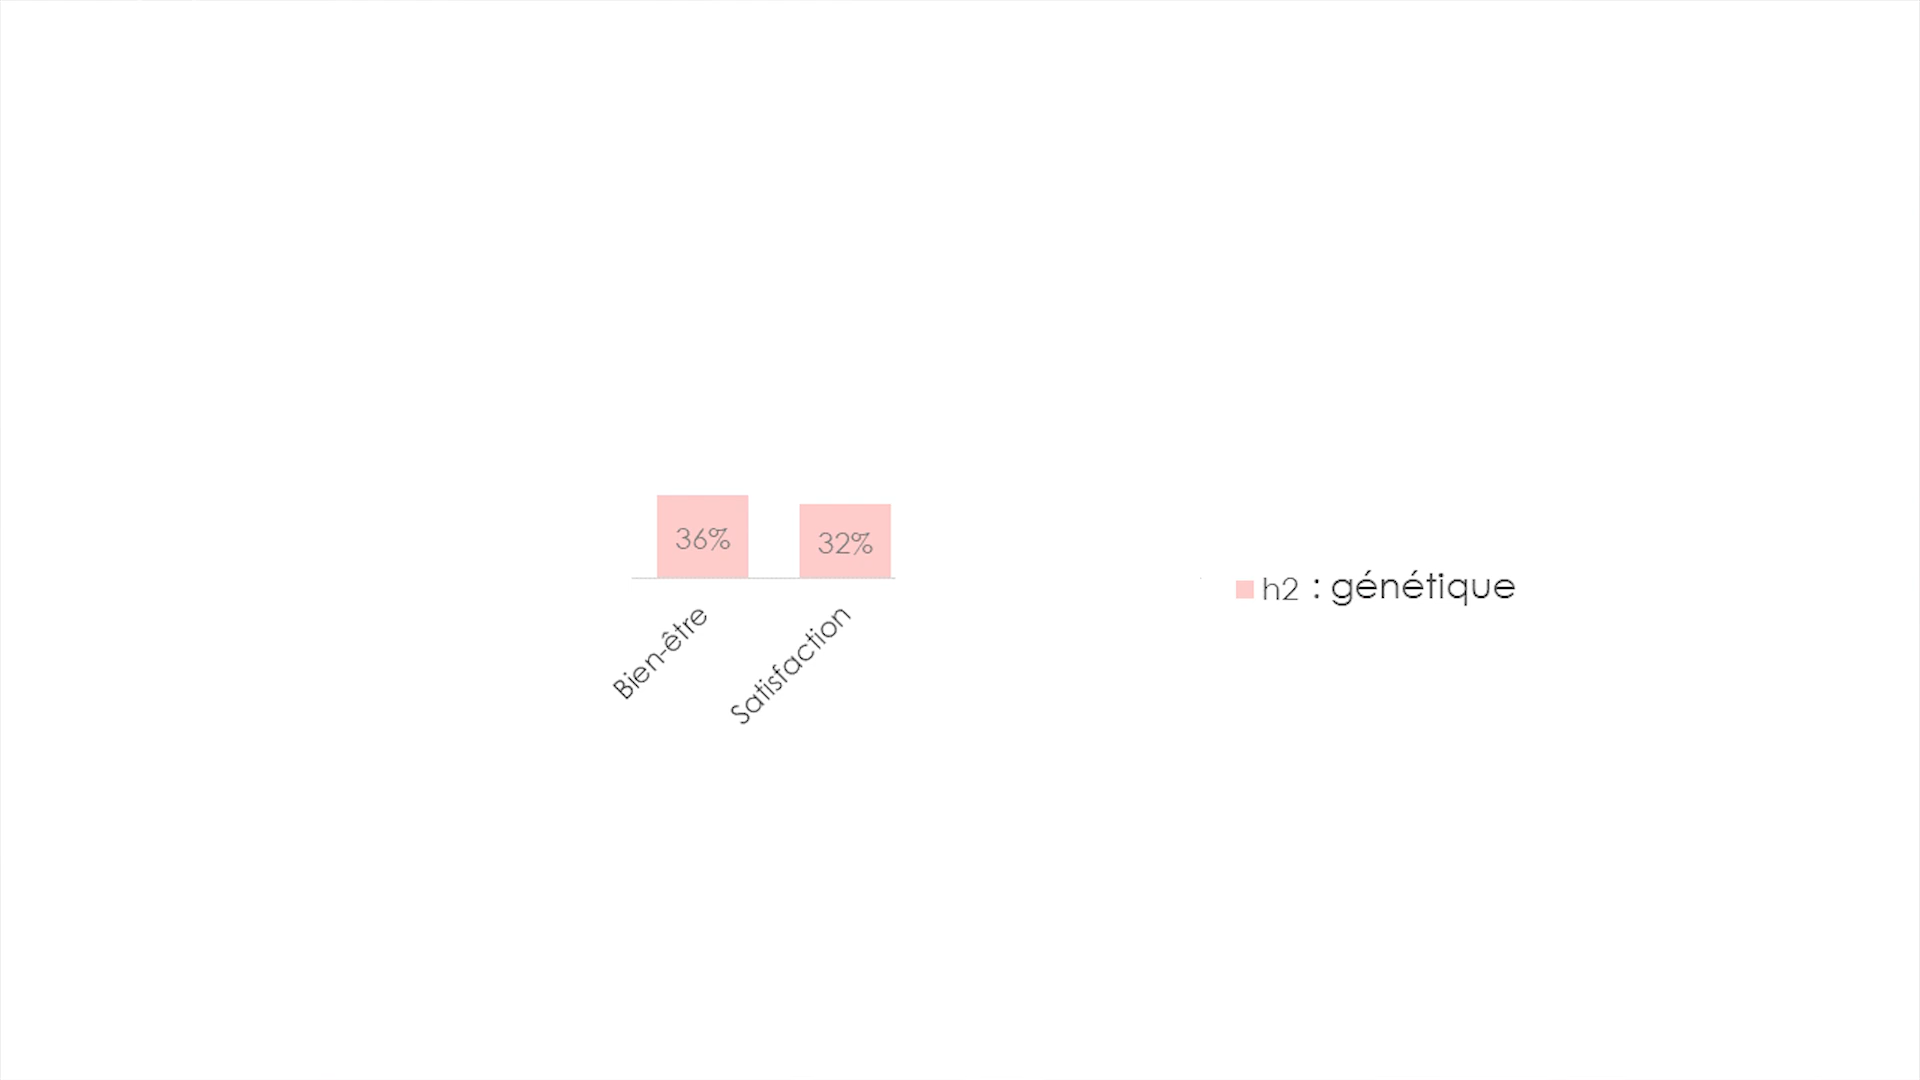 36%
32%
h2 : génétique
Bien-être
Satisfaction